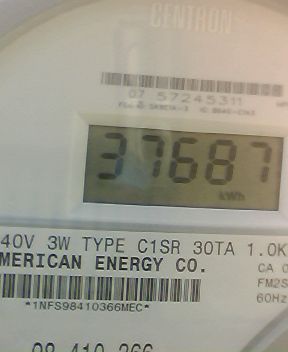 CENTRON
07 57245311
37687
kWh
40V 3W TYPE C1SR 30TA 1.0K
MERICAN ENERGY CO.
CA 0
FM2S
60Hz
*1NFS98410366MEC*
98 410 366